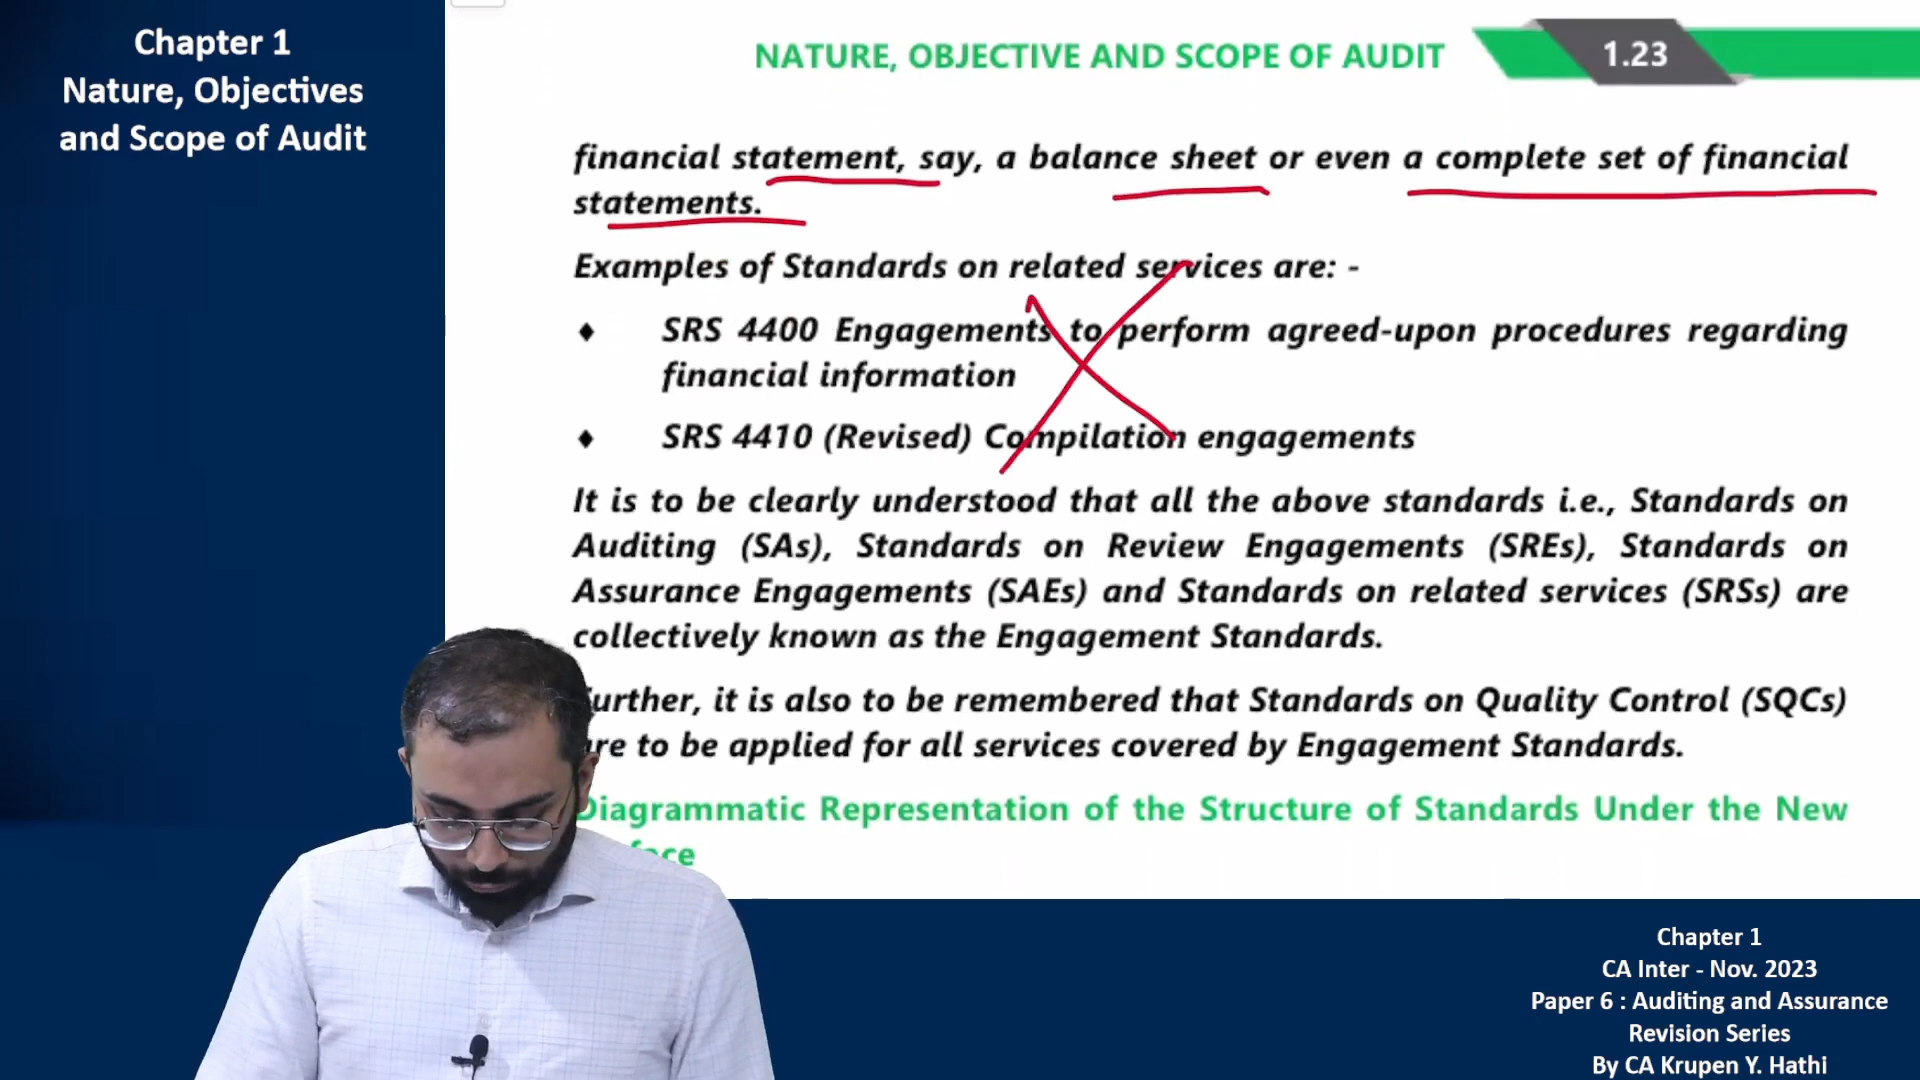 Chapter 1
Nature, Objectives
and Scope of Audit
NATURE, OBJECTIVE AND SCOPE OF AUDIT
1.23
financial statement, say, a balance sheet or even a complete set of financial
statements.
Examples of Standards on related services are: -
♦ SRS 4400 Engagements to perform agreed-upon procedures regarding
financial information
♦ SRS 4410 (Revised) Compilation engagements
It is to be clearly understood that all the above standards i.e., Standards on
Auditing (SAs), Standards on Review Engagements (SREs), Standards on
Assurance Engagements (SAEs) and Standards on related services (SRSs) are
collectively known as the Engagement Standards.
urther, it is also to be remembered that Standards on Quality Control (SQCs)
re to be applied for all services covered by Engagement Standards.
Diagrammatic Representation of the Structure of Standards Under the New
face
Chapter 1
CA Inter - Nov. 2023
Paper 6 : Auditing and Assurance
Revision Series
By CA Krupen Y. Hathi